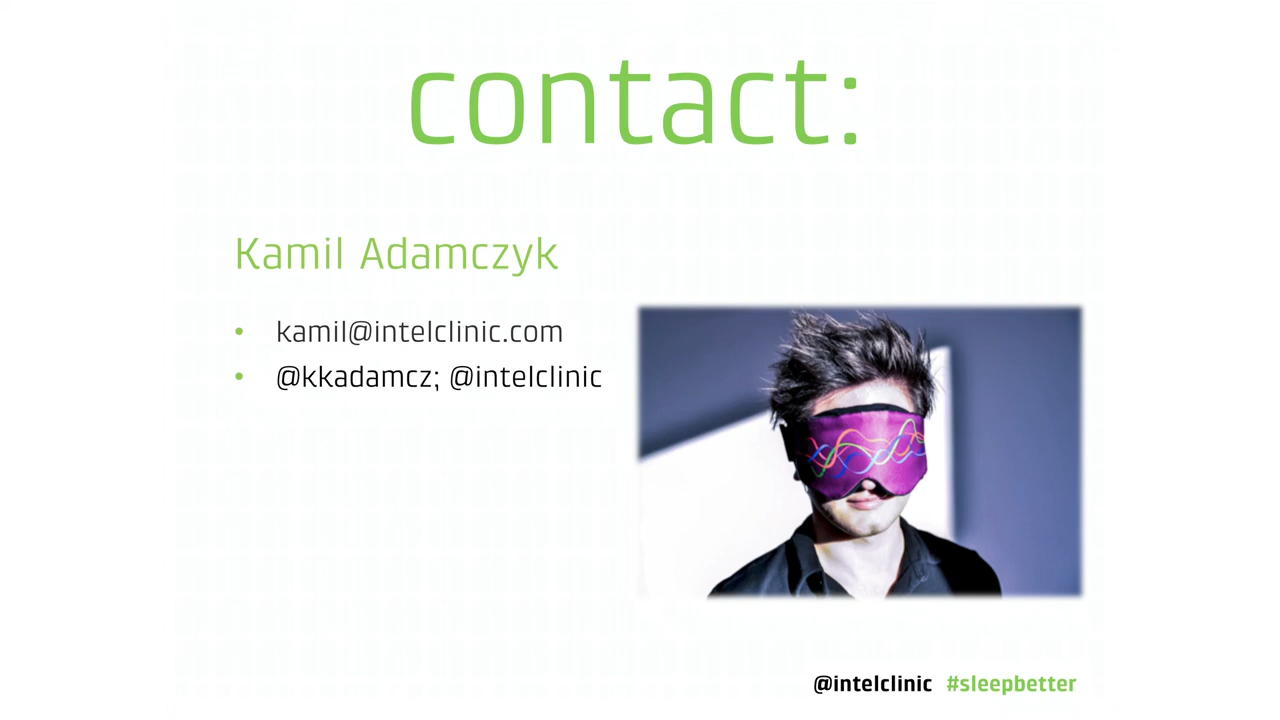 contact:
Kamil Adamczyk
• kamil@intelclinic.com
• @kkadamcz; @intelclinic
@intelclinic #sleepbetter